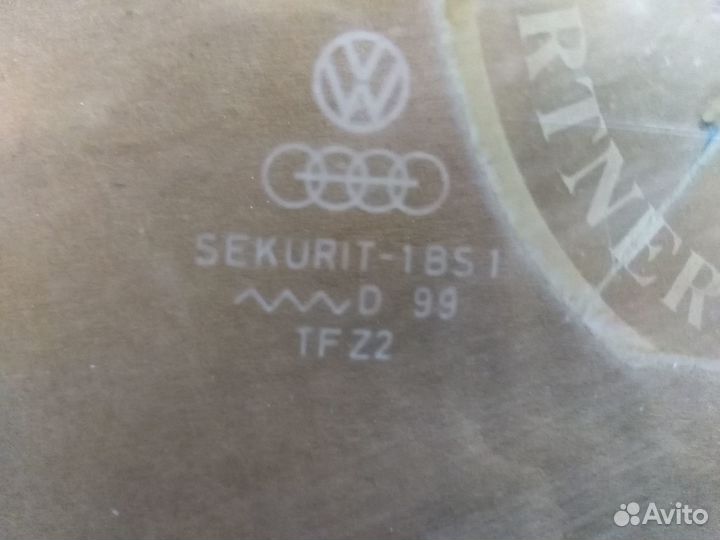 SEKURIT-1BS1
D 99
TFZ2
RTNER
Avito